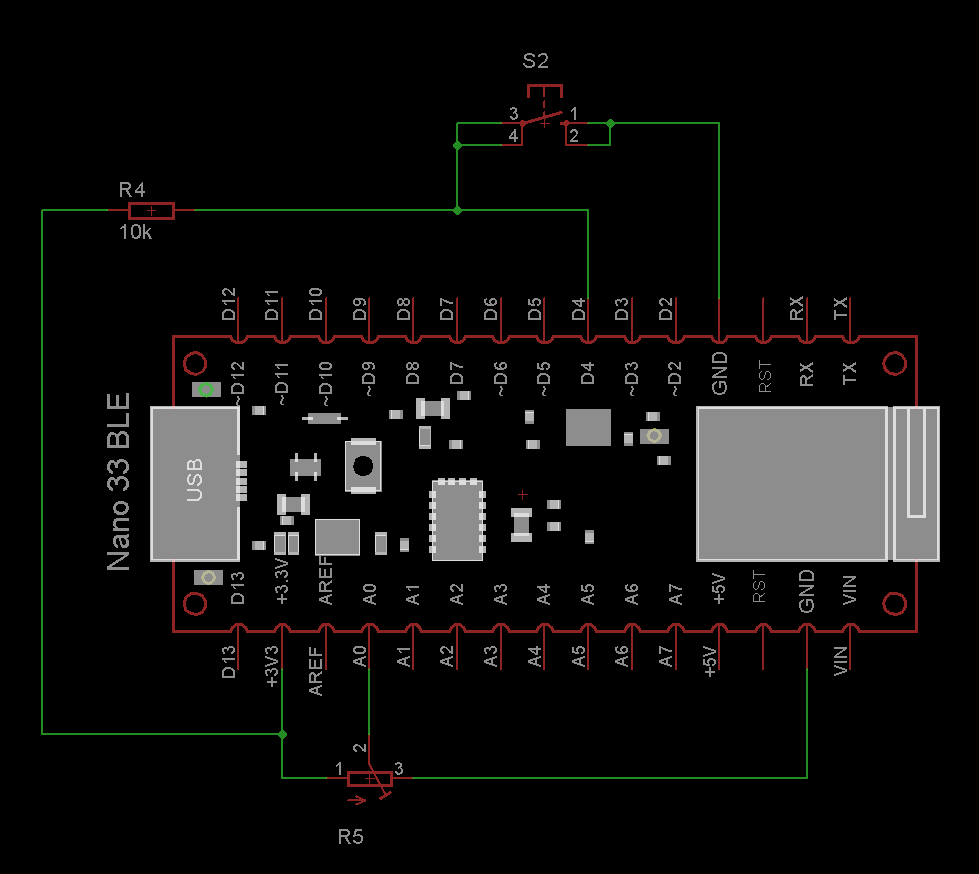 S2
3 1
4 2
R4
10k
D12 D11 D10 D9 D8 D7 D6 D5 D4 D3 D2 RX TX
~D12 ~D11 ~D10 ~D9 D8 D7 ~D6 ~D5 D4 ~D3 ~D2 GND RST RX TX
Nano 33 BLE
USB
D13 +3.3V AREF A0 A1 A2 A3 A4 A5 A6 A7 +5V RST GND VIN
D13 +3V3 AREF A0 A1 A2 A3 A4 A5 A6 A7 +5V VIN
2
1 3
R5